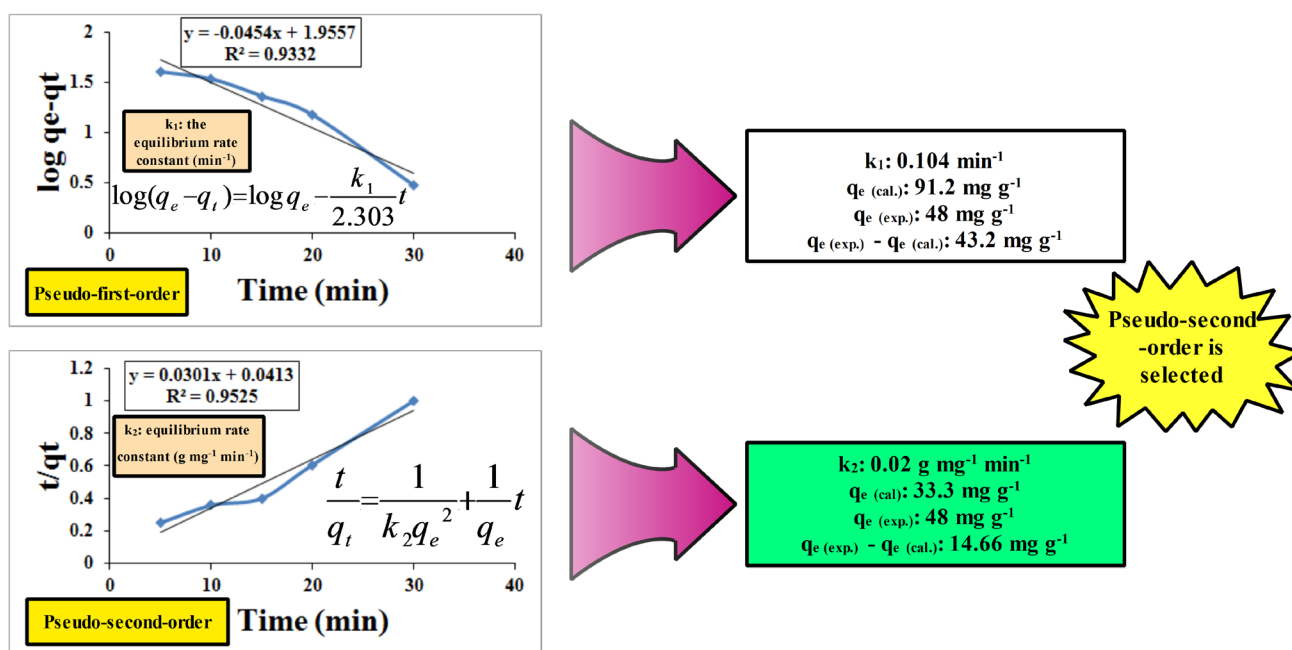 2
1.5
1
0.5
0
log qe-qt
y = -0.0454x + 1.9557
R² = 0.9332
k₁: the
equilibrium rate
constant (min⁻¹)
log(qₑ−qₜ)=log qₑ − k₁/2.303 t
0 10 20 30 40
Pseudo-first-order
Time (min)
k₁: 0.104 min⁻¹
qe (cal.): 91.2 mg g⁻¹
qe (exp.): 48 mg g⁻¹
qe (exp.) - qe (cal.): 43.2 mg g⁻¹
Pseudo-second
-order is
selected
1.2
1
0.8
0.6
0.4
0.2
0
t/qt
y = 0.0301x + 0.0413
R² = 0.9525
k₂: equilibrium rate
constant (g mg⁻¹ min⁻¹)
t/qₜ = 1/k₂qₑ² + 1/qₑ t
0 10 20 30 40
Pseudo-second-order
Time (min)
k₂: 0.02 g mg⁻¹ min⁻¹
qe (cal): 33.3 mg g⁻¹
qe (exp.): 48 mg g⁻¹
qe (exp.) - qe (cal.): 14.66 mg g⁻¹